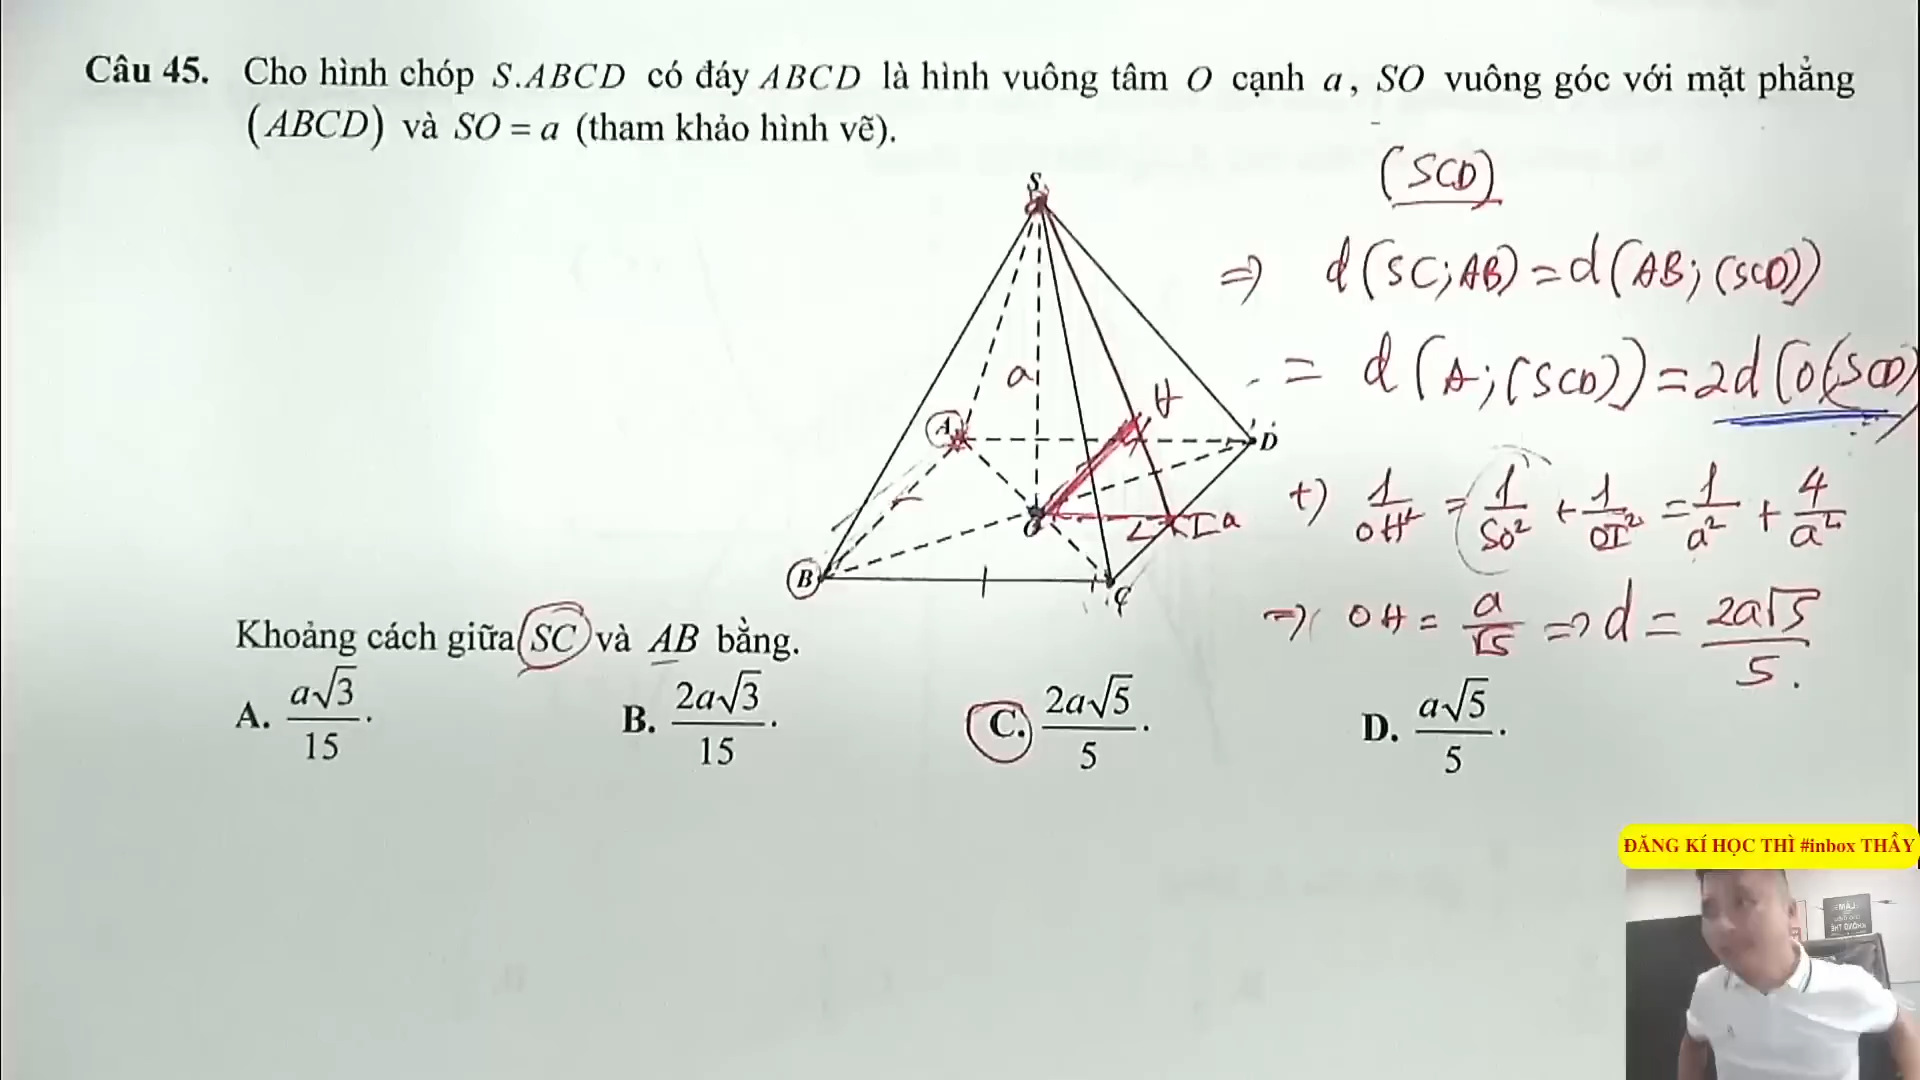 Câu 45. Cho hình chóp S.ABCD có đáy ABCD là hình vuông tâm O cạnh a, SO vuông góc với mặt phẳng
(ABCD) và SO = a (tham khảo hình vẽ).
(SCD)
S
⇒ d(SC;AB) = d(AB;(SCD))
a
= d(A;(SCD)) = 2d(O(SCD)
H
A
D
+) 1/OH² = 1/SO² + 1/OI² = 1/a² + 4/a²
O
I a
B
C
⇒ OH = a/√5 ⇒ d = 2a√5/5.
Khoảng cách giữa SC và AB bằng.
A. a√3/15. B. 2a√3/15. C. 2a√5/5. D. a√5/5.
ĐĂNG KÍ HỌC THÌ #inbox THẦY